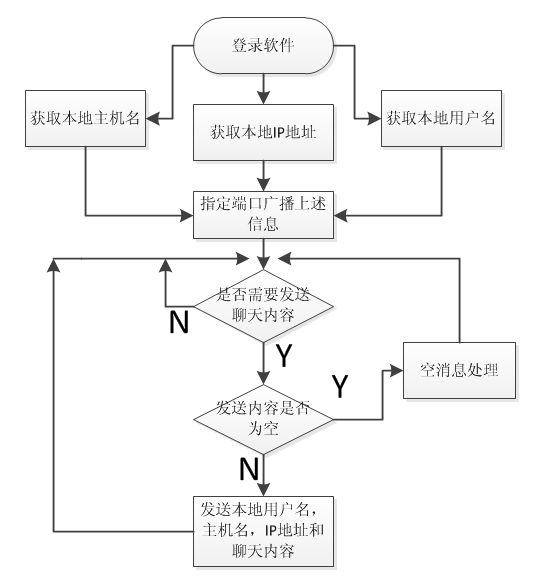 登录软件
获取本地主机名
获取本地IP地址
获取本地用户名
指定端口广播上述
信息
是否需要发送
聊天内容
N
Y
空消息处理
Y
发送内容是否
为空
N
发送本地用户名，
主机名，IP地址和
聊天内容